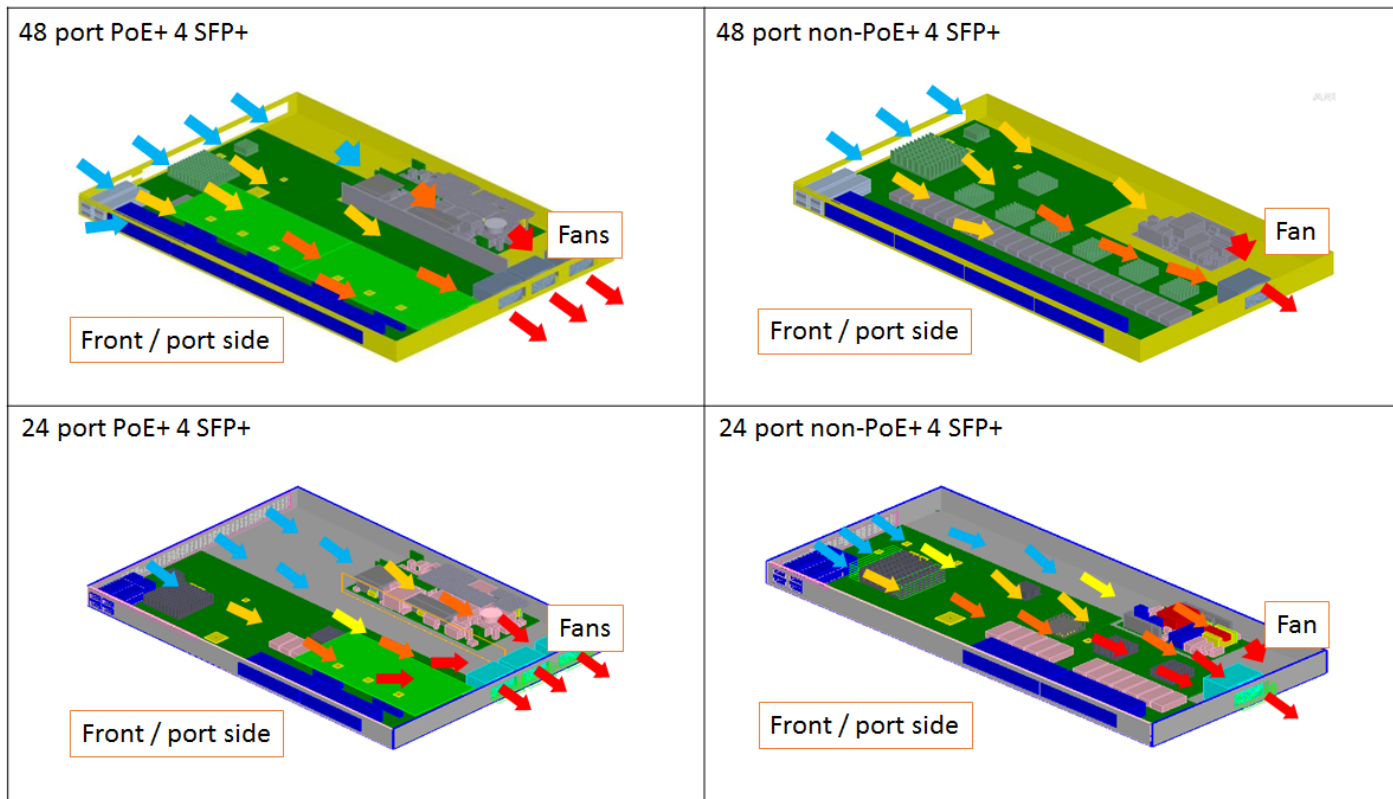 48 port PoE+ 4 SFP+
48 port non-PoE+ 4 SFP+
Fans
Fan
Front / port side
Front / port side
24 port PoE+ 4 SFP+
24 port non-PoE+ 4 SFP+
Fans
Fan
Front / port side
Front / port side